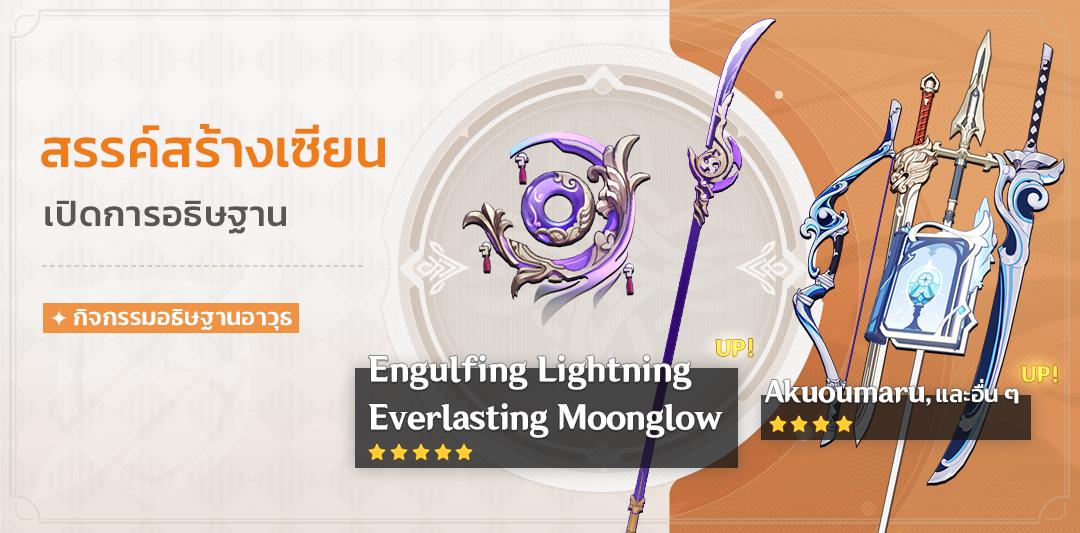 สรรค์สร้างเซียน
เปิดการอธิษฐาน
✦ กิจกรรมอธิษฐานอาวุธ
UP!
Engulfing Lightning
Everlasting Moonglow
UP!
Akuoumaru, และอื่น ๆ